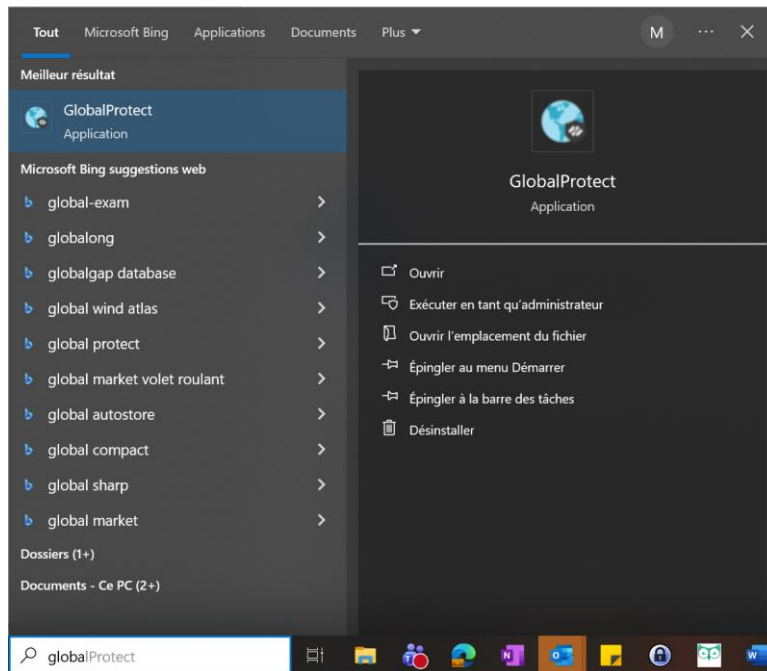 Tout Microsoft Bing Applications Documents Plus M
Meilleur résultat
GlobalProtect
Application
Microsoft Bing suggestions web
global-exam
globalong
globalgap database
global wind atlas
global protect
global market volet roulant
global autostore
global compact
global sharp
global market
Dossiers (1+)
Documents - Ce PC (2+)
GlobalProtect
Application
Ouvrir
Exécuter en tant qu'administrateur
Ouvrir l'emplacement du fichier
Épingler au menu Démarrer
Épingler à la barre des tâches
Désinstaller
globalProtect